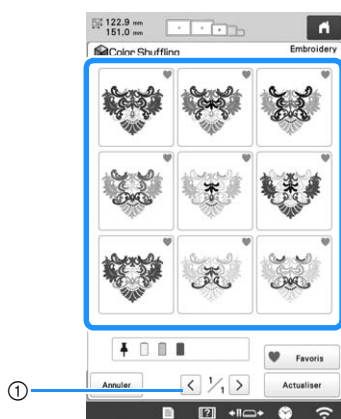 122.9 mm
151.0 mm
Color Shuffling
Embroidery
Favoris
① Annuler < 1/1 > Actualiser